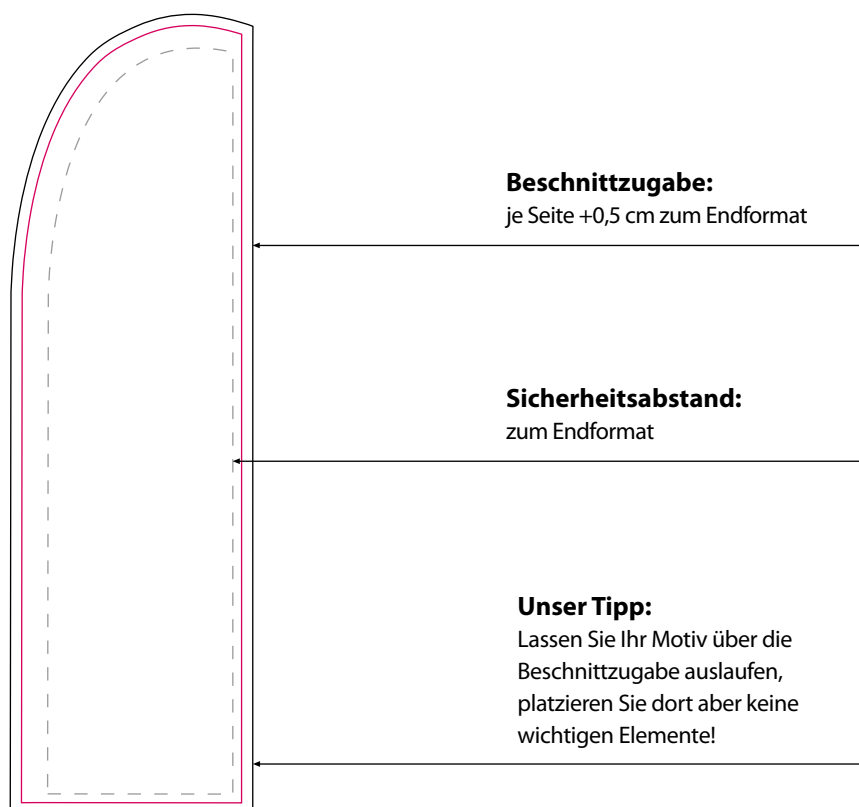 Beschnittzugabe:
je Seite +0,5 cm zum Endformat
Sicherheitsabstand:
zum Endformat
Unser Tipp:
Lassen Sie Ihr Motiv über die
Beschnittzugabe auslaufen,
platzieren Sie dort aber keine
wichtigen Elemente!